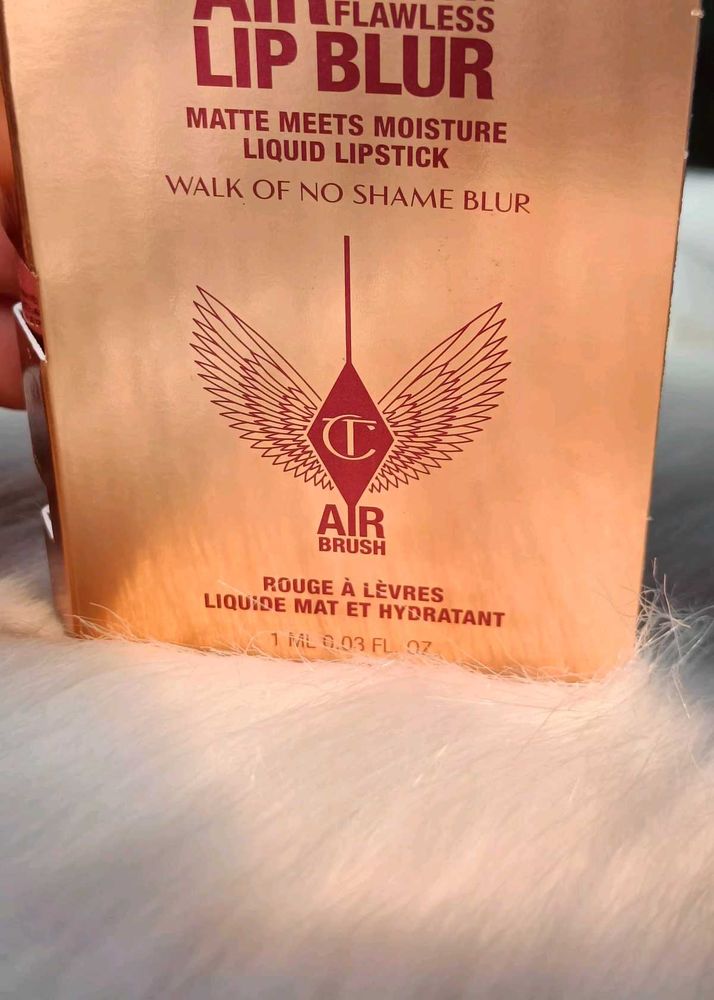 AIR
FLAWLESS
LIP BLUR
MATTE MEETS MOISTURE
LIQUID LIPSTICK
WALK OF NO SHAME BLUR
CT
AIR
BRUSH
ROUGE À LÈVRES
LIQUIDE MAT ET HYDRATANT
1 ML 0.03 FL. OZ.